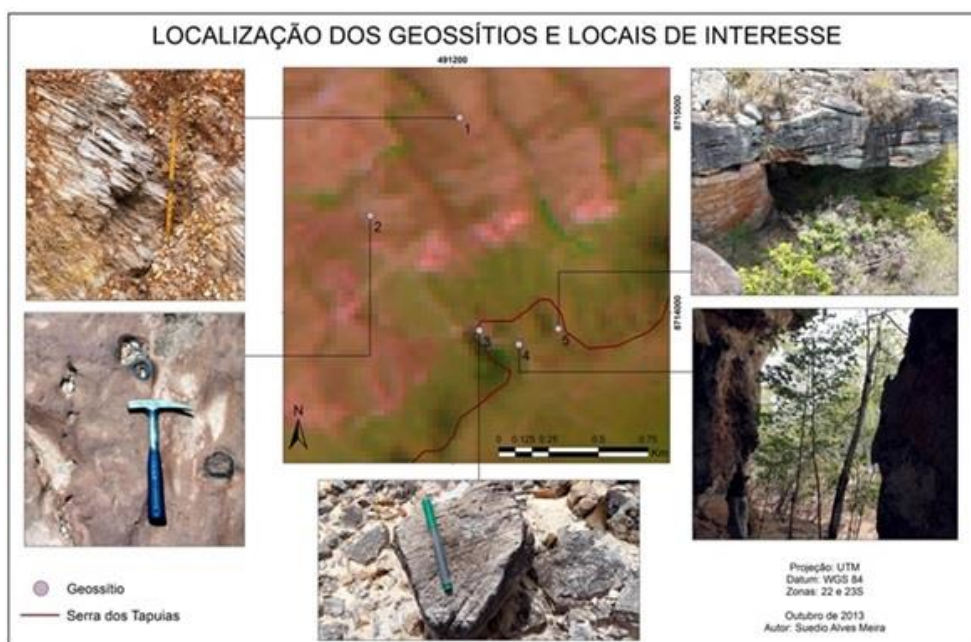 LOCALIZAÇÃO DOS GEOSSÍTIOS E LOCAIS DE INTERESSE
491200
8715000
1
2
8714000
3
4
5
N
0 0.125 0.25 0.5 0.75
Km
Geossítio
Serra dos Tapuias
Projeção: UTM
Datum: WGS 84
Zonas: 22 e 23S
Outubro de 2013
Autor: Suedio Alves Meira